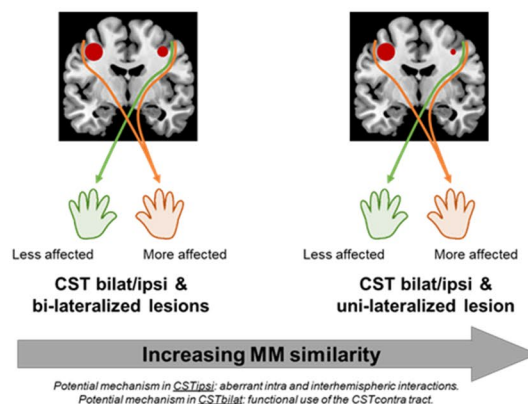 Less affected More affected Less affected More affected
CST bilat/ipsi & CST bilat/ipsi &
bi-lateralized lesions uni-lateralized lesion
Increasing MM similarity
Potential mechanism in CSTipsi: aberrant intra and interhemispheric interactions.
Potential mechanism in CSTbilat: functional use of the CSTcontra tract.